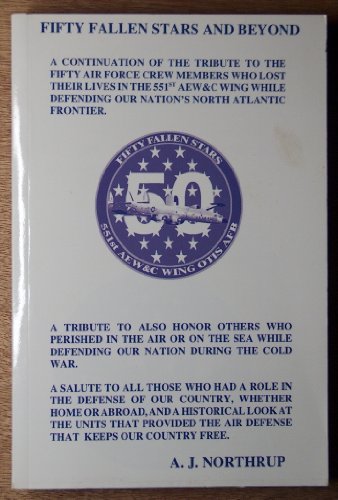 FIFTY FALLEN STARS AND BEYOND
A CONTINUATION OF THE TRIBUTE TO THE
FIFTY AIR FORCE CREW MEMBERS WHO LOST
THEIR LIVES IN THE 551ST AEW&C WING WHILE
DEFENDING OUR NATION'S NORTH ATLANTIC
FRONTIER.
FIFTY FALLEN STARS
50
551st AEW&C WING OTIS AFB
A TRIBUTE TO ALSO HONOR OTHERS WHO
PERISHED IN THE AIR OR ON THE SEA WHILE
DEFENDING OUR NATION DURING THE COLD
WAR.
A SALUTE TO ALL THOSE WHO HAD A ROLE IN
THE DEFENSE OF OUR COUNTRY, WHETHER
HOME OR ABROAD, AND A HISTORICAL LOOK AT
THE UNITS THAT PROVIDED THE AIR DEFENSE
THAT KEEPS OUR COUNTRY FREE.
A. J. NORTHRUP